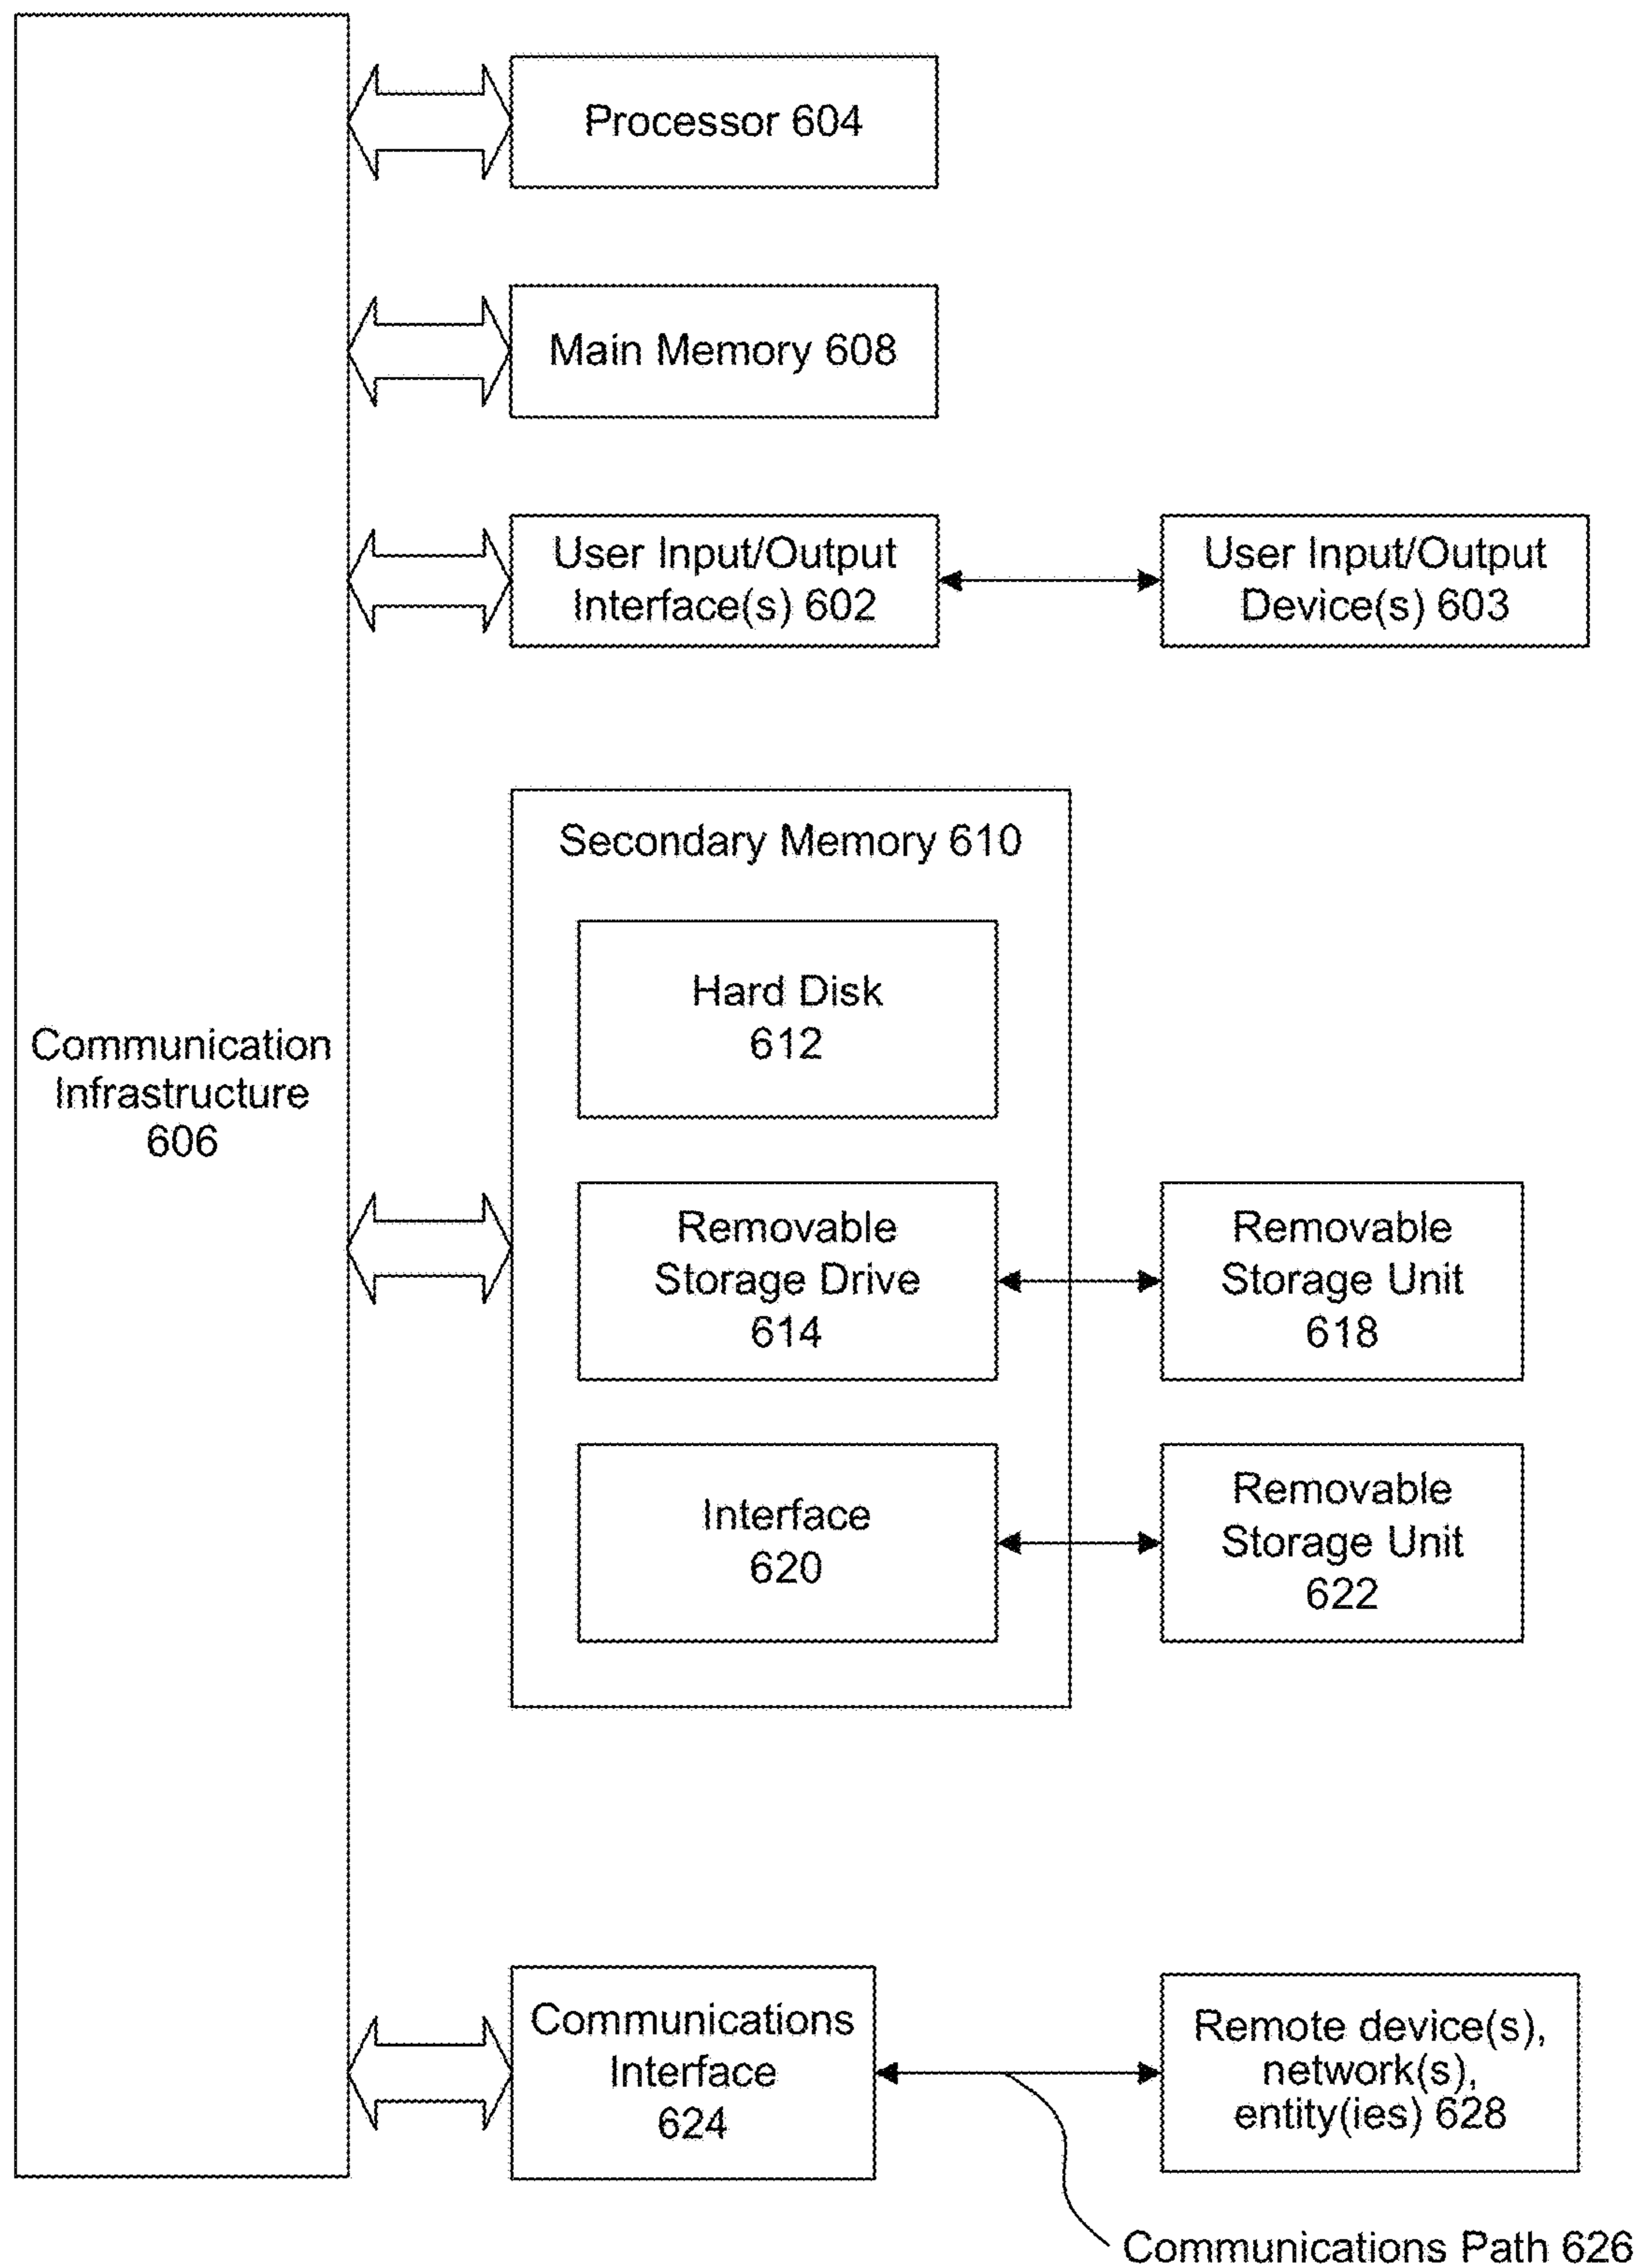 Processor 604
Main Memory 608
User Input/Output
Interface(s) 602
User Input/Output
Device(s) 603
Secondary Memory 610
Hard Disk
612
Communication
Infrastructure
606
Removable
Storage Drive
614
Removable
Storage Unit
618
Interface
620
Removable
Storage Unit
622
Communications
Interface
624
Remote device(s),
network(s),
entity(ies) 628
Communications Path 626